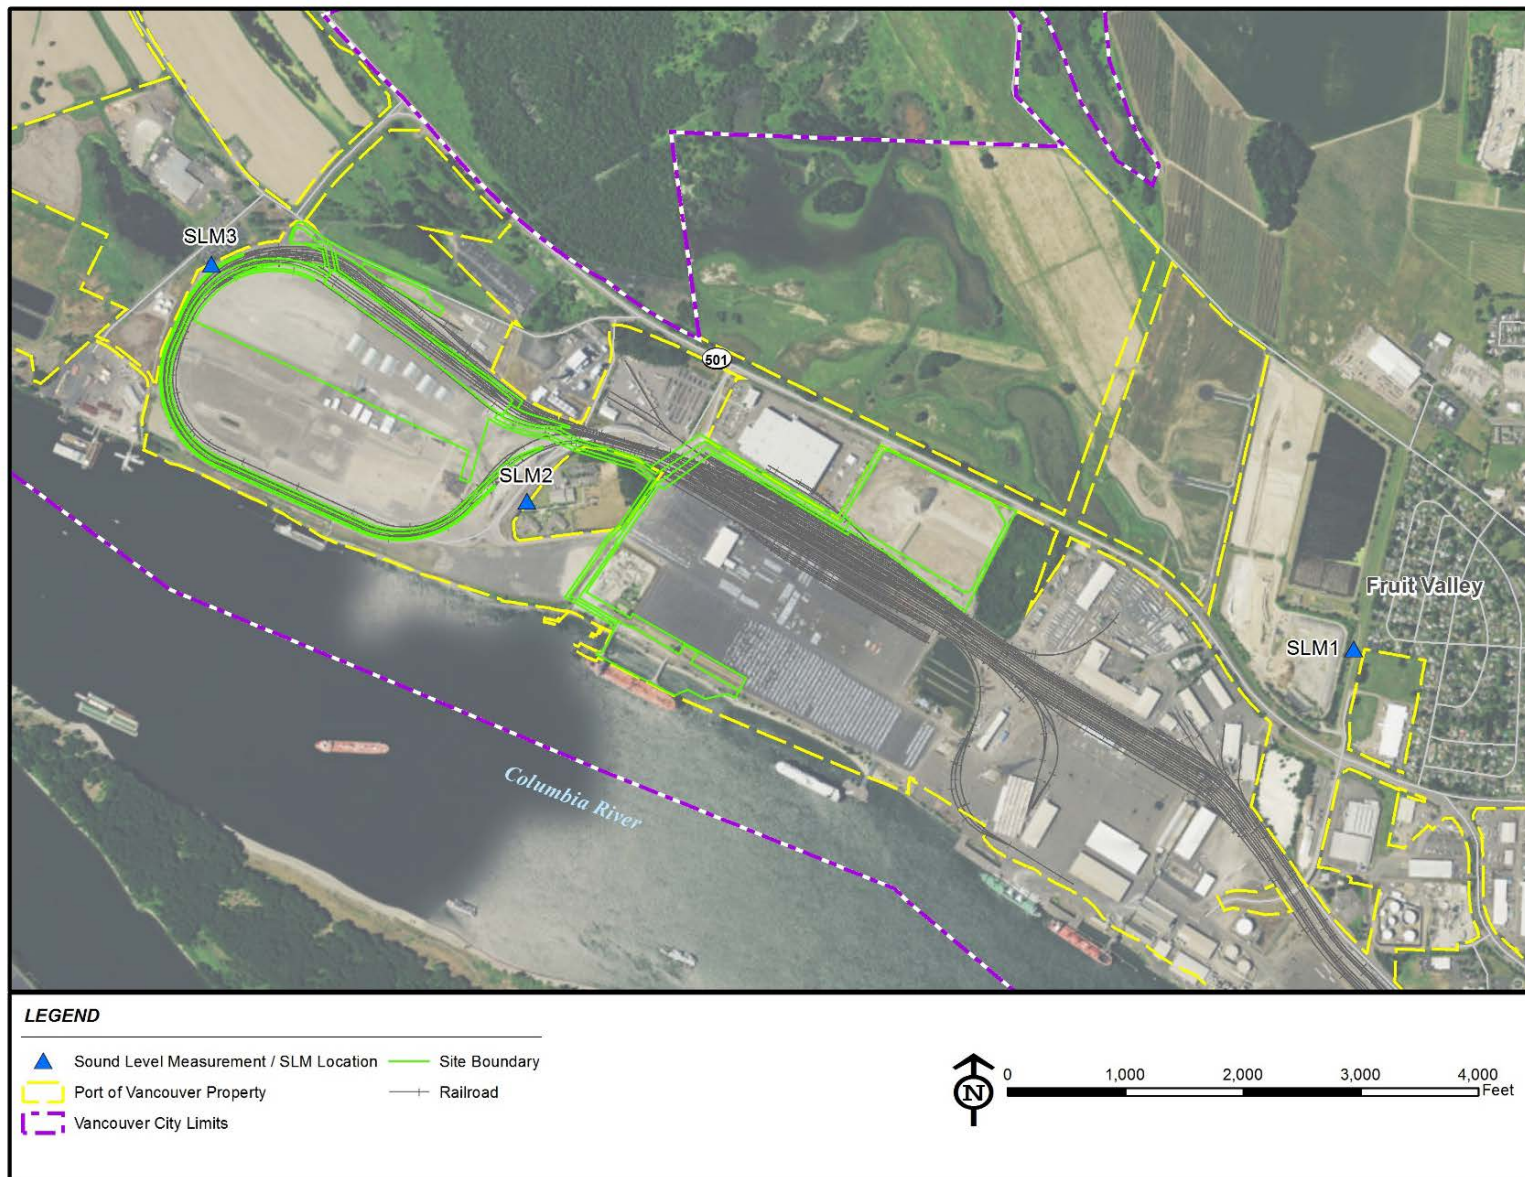 SLM3
501
SLM2
Fruit Valley
SLM1
Columbia River
LEGEND
Sound Level Measurement / SLM Location
Site Boundary
Port of Vancouver Property
Railroad
Vancouver City Limits
N
0 1,000 2,000 3,000 4,000
Feet